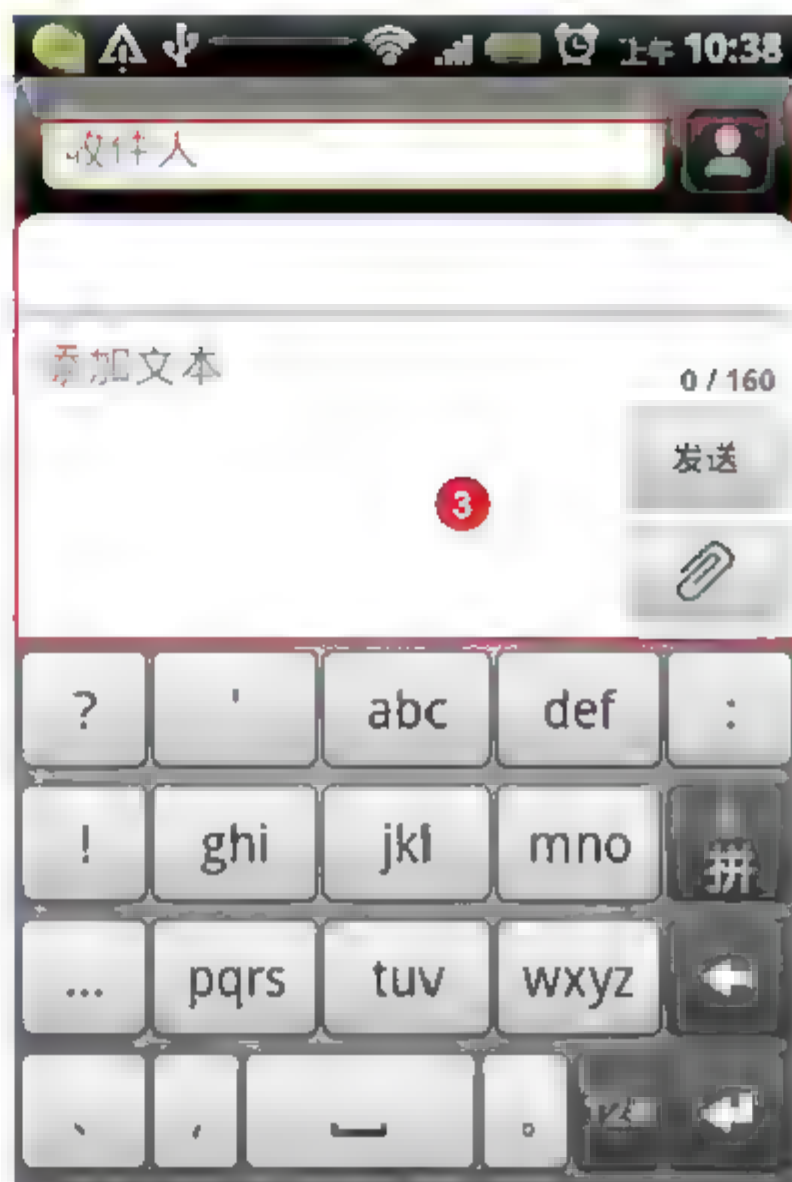 上午 10:38
收件人
添加文本
0 / 160
发送
3
? ' abc def :
! ghi jkl mno 拼
... pqrs tuv wxyz
、 , 。